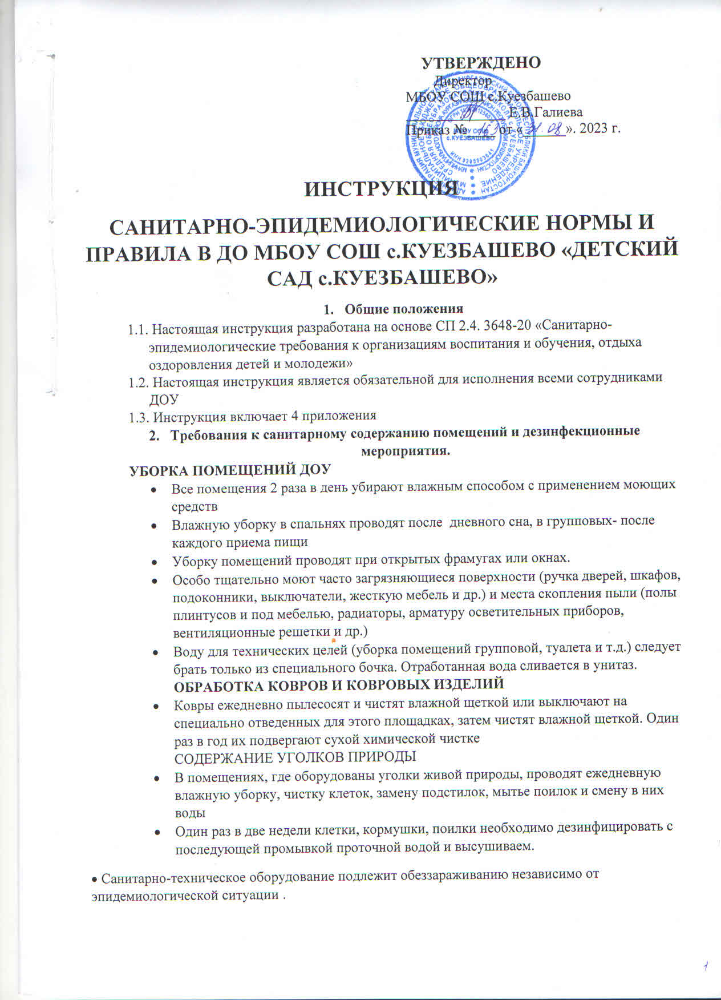 УТВЕРЖДЕНО
Директор
МБОУ СОШ с.Куезбашево
Е.В.Галиева
Приказ № 163 от « 31.08 ». 2023 г.
МБОУ СОШ
с.КУЕЗБАШЕВО
ИНН 0205003041
ИНСТРУКЦИЯ
САНИТАРНО-ЭПИДЕМИОЛОГИЧЕСКИЕ НОРМЫ И
ПРАВИЛА В ДО МБОУ СОШ с.КУЕЗБАШЕВО «ДЕТСКИЙ
САД с.КУЕЗБАШЕВО»
1. Общие положения
1.1. Настоящая инструкция разработана на основе СП 2.4. 3648-20 «Санитарно-
эпидемиологические требования к организациям воспитания и обучения, отдыха
оздоровления детей и молодежи»
1.2. Настоящая инструкция является обязательной для исполнения всеми сотрудниками
ДОУ
1.3. Инструкция включает 4 приложения
2. Требования к санитарному содержанию помещений и дезинфекционные
мероприятия.
УБОРКА ПОМЕЩЕНИЙ ДОУ
• Все помещения 2 раза в день убирают влажным способом с применением моющих
средств
• Влажную уборку в спальнях проводят после дневного сна, в групповых- после
каждого приема пищи
• Уборку помещений проводят при открытых фрамугах или окнах.
• Особо тщательно моют часто загрязняющиеся поверхности (ручка дверей, шкафов,
подоконники, выключатели, жесткую мебель и др.) и места скопления пыли (полы
плинтусов и под мебелью, радиаторы, арматуру осветительных приборов,
вентиляционные решетки и др.)
• Воду для технических целей (уборка помещений групповой, туалета и т.д.) следует
брать только из специального бочка. Отработанная вода сливается в унитаз.
ОБРАБОТКА КОВРОВ И КОВРОВЫХ ИЗДЕЛИЙ
• Ковры ежедневно пылесосят и чистят влажной щеткой или выключают на
специально отведенных для этого площадках, затем чистят влажной щеткой. Один
раз в год их подвергают сухой химической чистке
СОДЕРЖАНИЕ УГОЛКОВ ПРИРОДЫ
• В помещениях, где оборудованы уголки живой природы, проводят ежедневную
влажную уборку, чистку клеток, замену подстилок, мытье поилок и смену в них
воды
• Один раз в две недели клетки, кормушки, поилки необходимо дезинфицировать с
последующей промывкой проточной водой и высушиваем.
• Санитарно-техническое оборудование подлежит обеззараживанию независимо от
эпидемиологической ситуации .
1